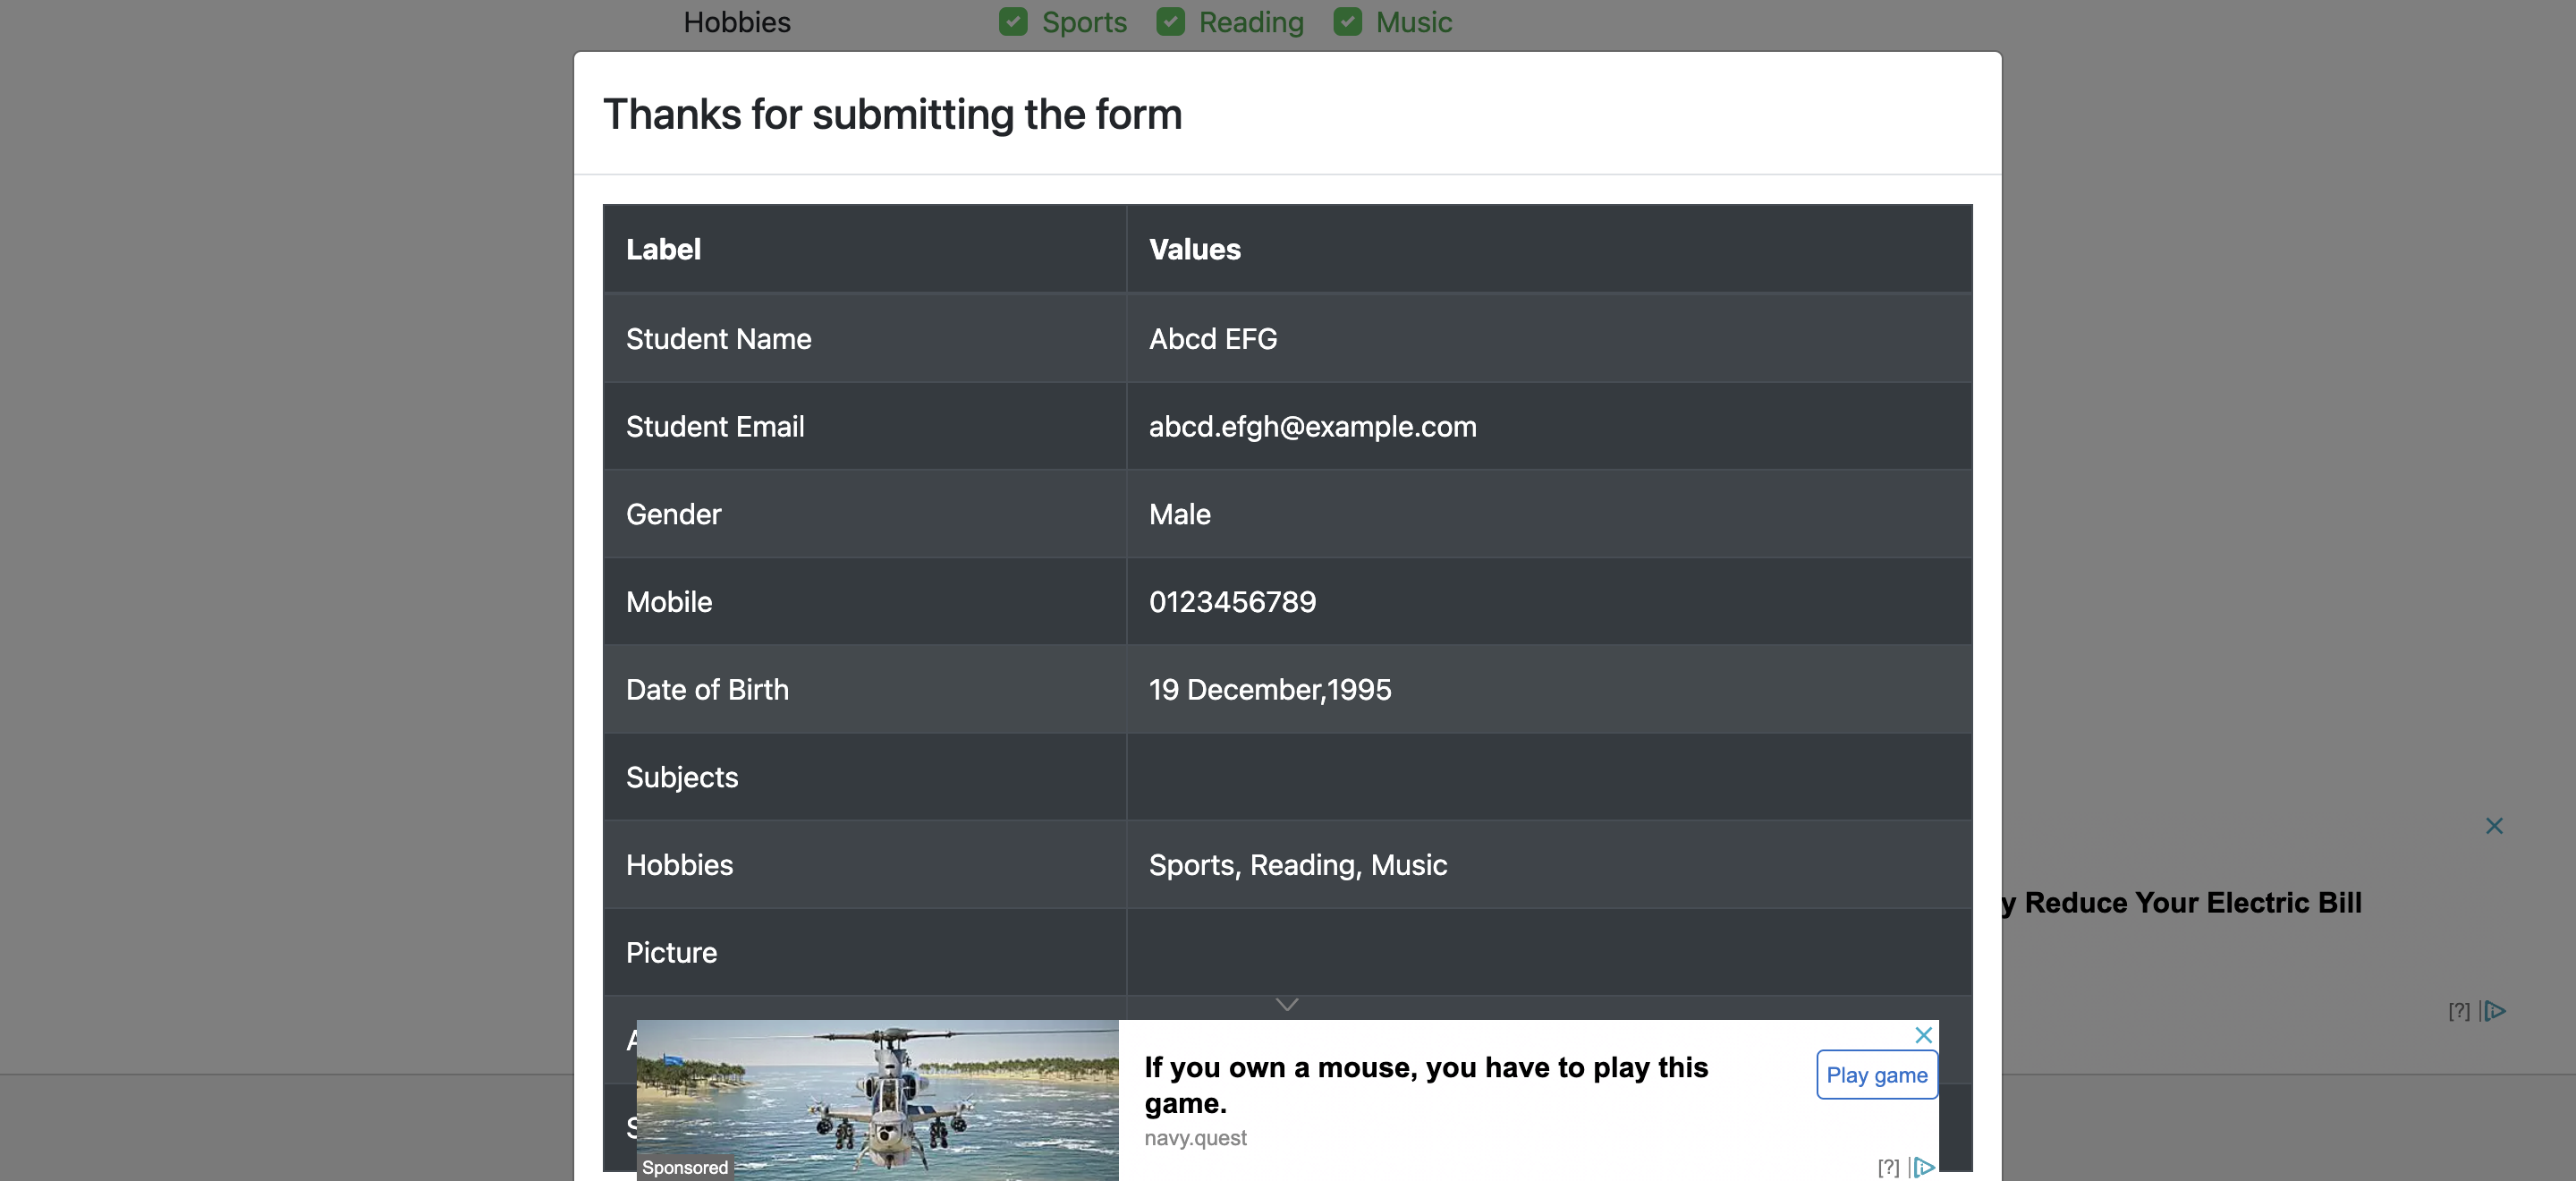 Hobbies Sports Reading Music
Thanks for submitting the form
Label Values
Student Name Abcd EFG
Student Email abcd.efgh@example.com
Gender Male
Mobile 0123456789
Date of Birth 19 December,1995
Subjects
Hobbies Sports, Reading, Music
Picture
y Reduce Your Electric Bill
[?]
If you own a mouse, you have to play this
game.
navy.quest
Play game
Sponsored
[?]